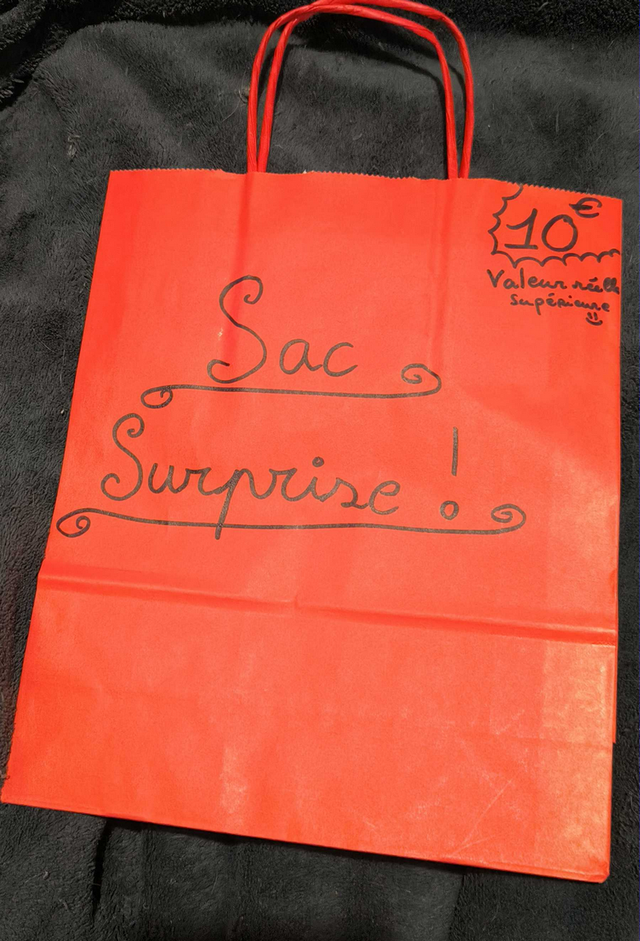 10€
Valeur réelle
supérieure
Sac
Surprise !